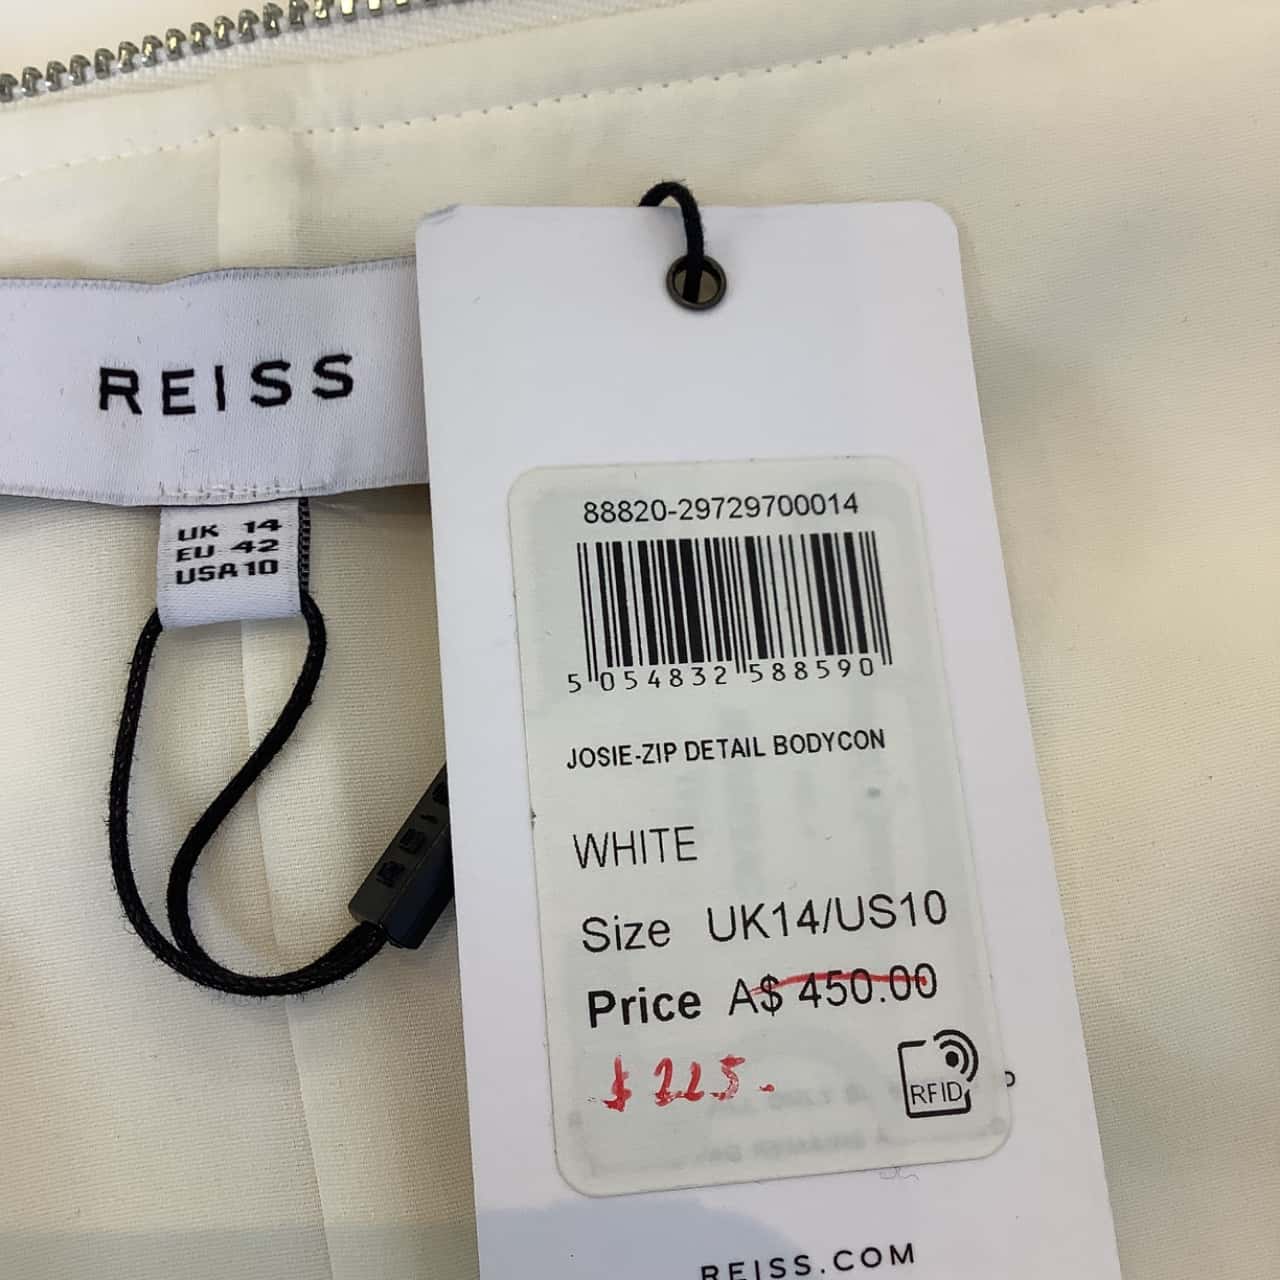 REISS
UK 14
EU 42
USA 10
88820-29729700014
5 054832 588590
JOSIE-ZIP DETAIL BODYCON
WHITE
Size UK14/US10
Price A$ 450.00
$ 225.
RFID
REISS.COM